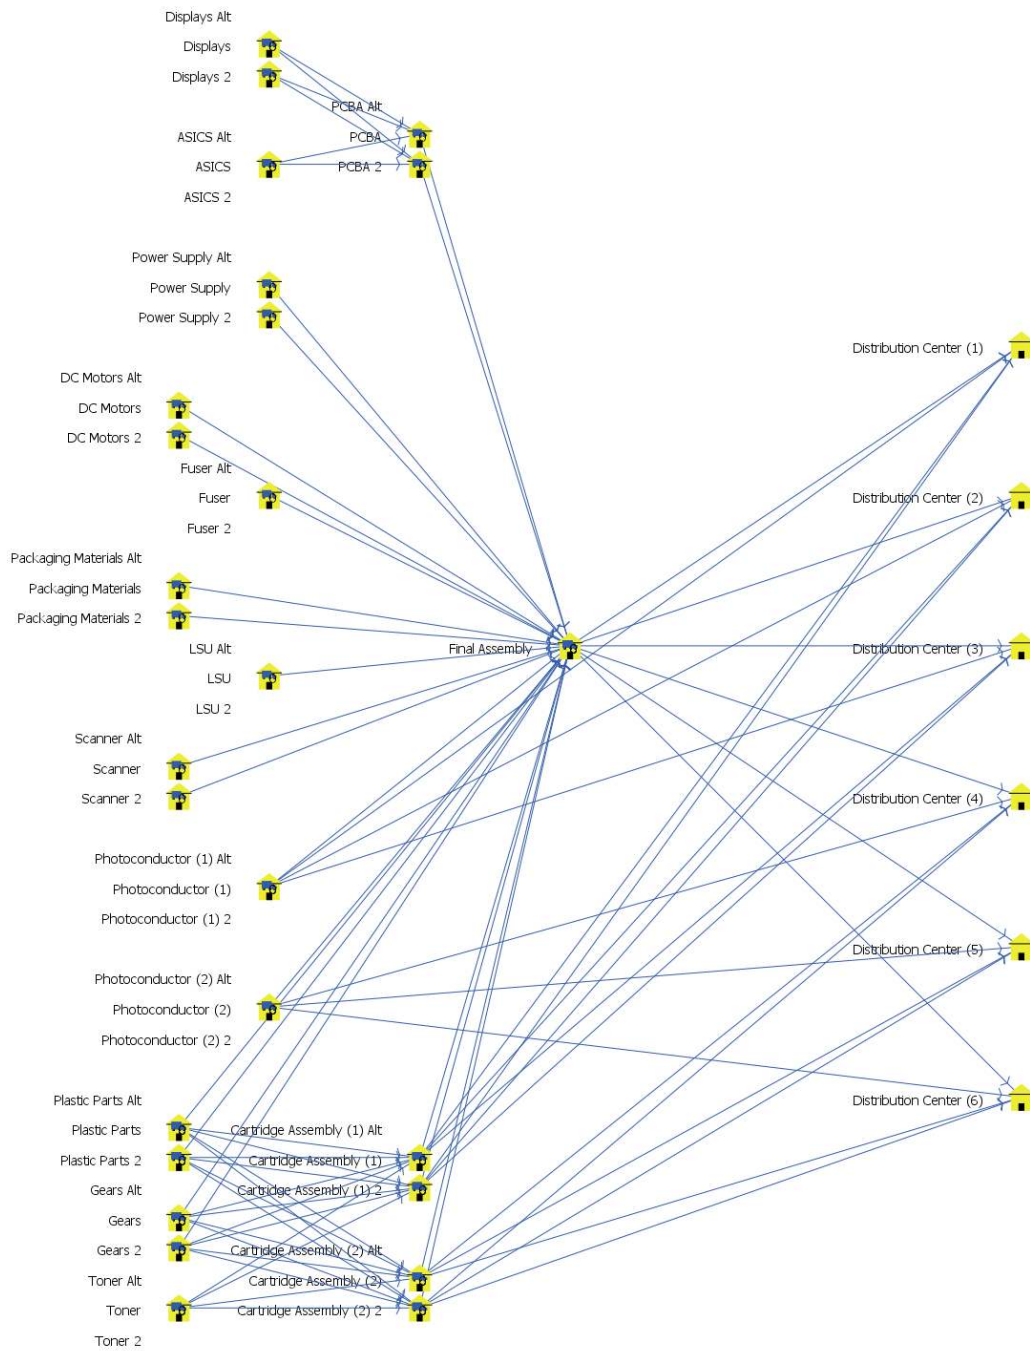 Displays Alt
Displays
Displays 2
PCBA Alt
ASICS Alt
PCBA
ASICS
PCBA 2
ASICS 2
Power Supply Alt
Power Supply
Power Supply 2
Distribution Center (1)
DC Motors Alt
DC Motors
DC Motors 2
Fuser Alt
Fuser
Distribution Center (2)
Fuser 2
Packaging Materials Alt
Packaging Materials
Packaging Materials 2
LSU Alt
Final Assembly
Distribution Center (3)
LSU
LSU 2
Scanner Alt
Scanner
Scanner 2
Distribution Center (4)
Photoconductor (1) Alt
Photoconductor (1)
Photoconductor (1) 2
Distribution Center (5)
Photoconductor (2) Alt
Photoconductor (2)
Photoconductor (2) 2
Plastic Parts Alt
Distribution Center (6)
Plastic Parts
Cartridge Assembly (1) Alt
Plastic Parts 2
Cartridge Assembly (1)
Gears Alt
Cartridge Assembly (1) 2
Gears
Gears 2
Cartridge Assembly (2) Alt
Toner Alt
Cartridge Assembly (2)
Toner
Cartridge Assembly (2) 2
Toner 2